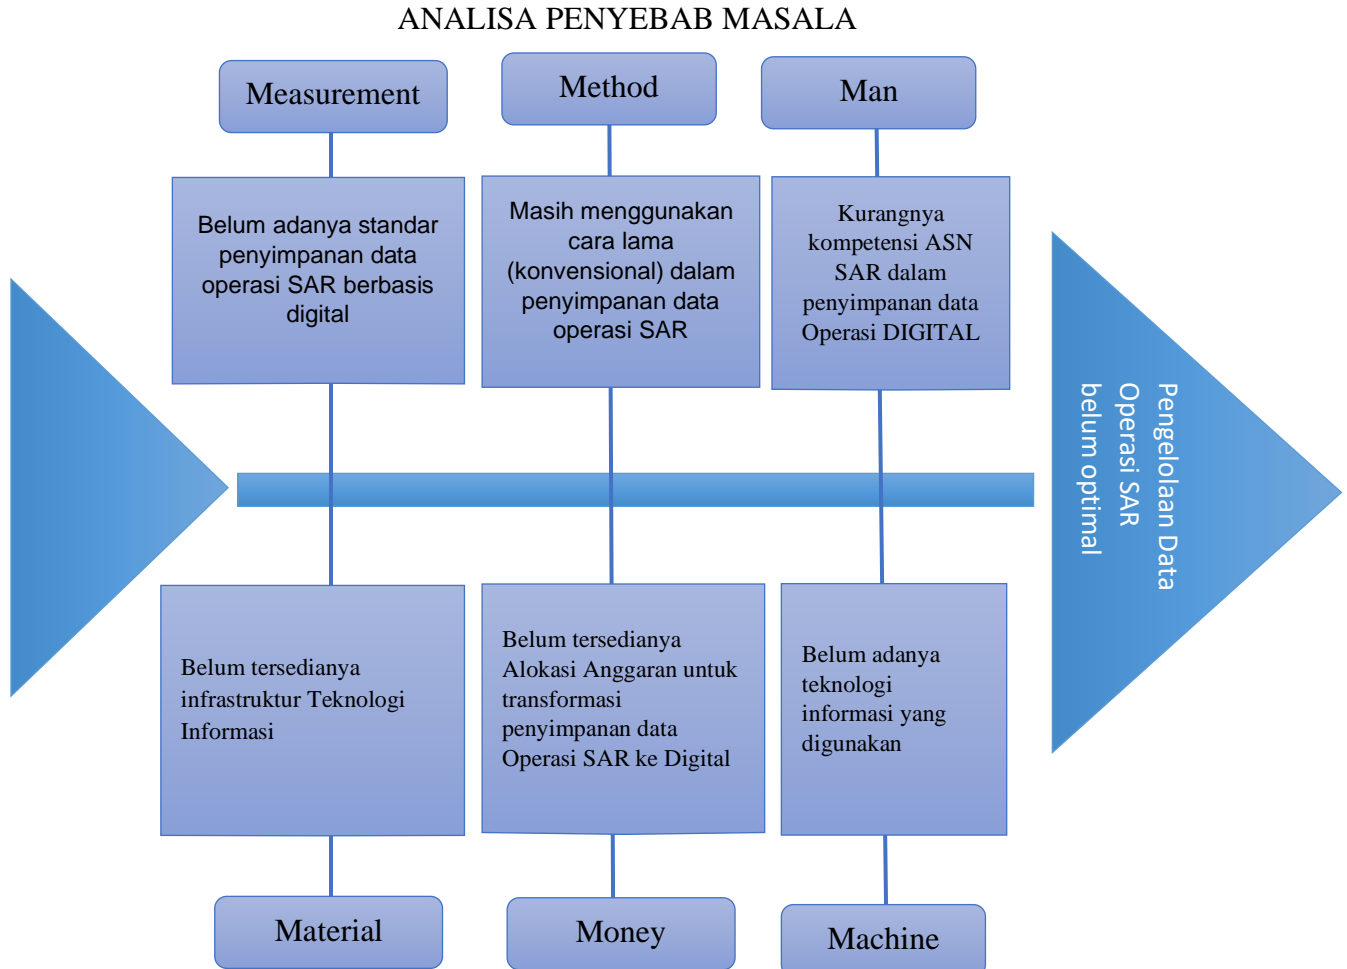 ANALISA PENYEBAB MASALA
Measurement
Method
Man
Belum adanya standar
penyimpanan data
operasi SAR berbasis
digital
Masih menggunakan
cara lama
(konvensional) dalam
penyimpanan data
operasi SAR
Kurangnya
kompetensi ASN
SAR dalam
penyimpanan data
Operasi DIGITAL
Pengelolaan Data
Operasi SAR
belum optimal
Belum tersedianya
infrastruktur Teknologi
Informasi
Belum tersedianya
Alokasi Anggaran untuk
transformasi
penyimpanan data
Operasi SAR ke Digital
Belum adanya
teknologi
informasi yang
digunakan
Material
Money
Machine